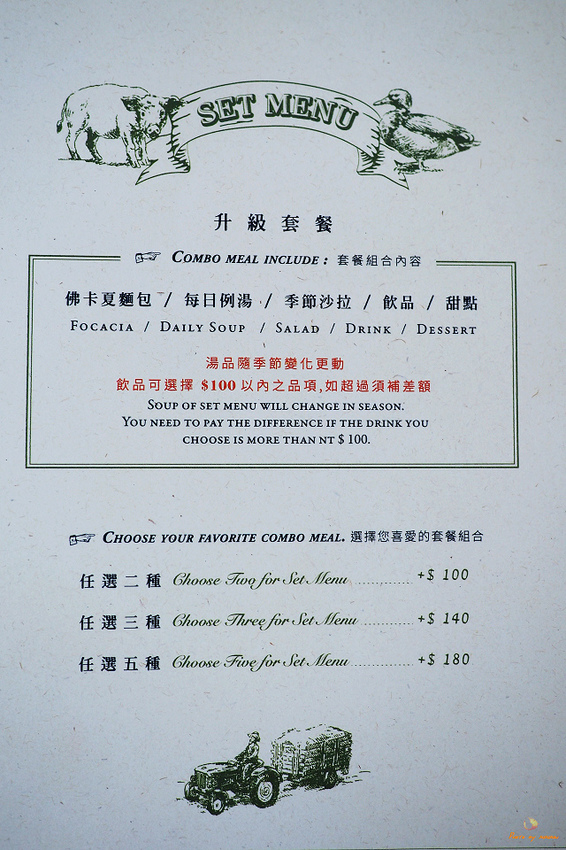 SET MENU
升級套餐
COMBO MEAL INCLUDE : 套餐組合內容
佛卡夏麵包 / 每日例湯 / 季節沙拉 / 飲品 / 甜點
FOCACIA / DAILY SOUP / SALAD / DRINK / DESSERT
湯品隨季節變化更動
飲品可選擇 $100 以內之品項,如超過須補差額
SOUP OF SET MENU WILL CHANGE IN SEASON.
YOU NEED TO PAY THE DIFFERENCE IF THE DRINK YOU
CHOOSE IS MORE THAN NT $ 100.
CHOOSE YOUR FAVORITE COMBO MEAL. 選擇您喜愛的套餐組合
任選二種 Choose Two for Set Menu ............ +$ 100
任選三種 Choose Three for Set Menu ............ +$ 140
任選五種 Choose Five for Set Menu ............ +$ 180